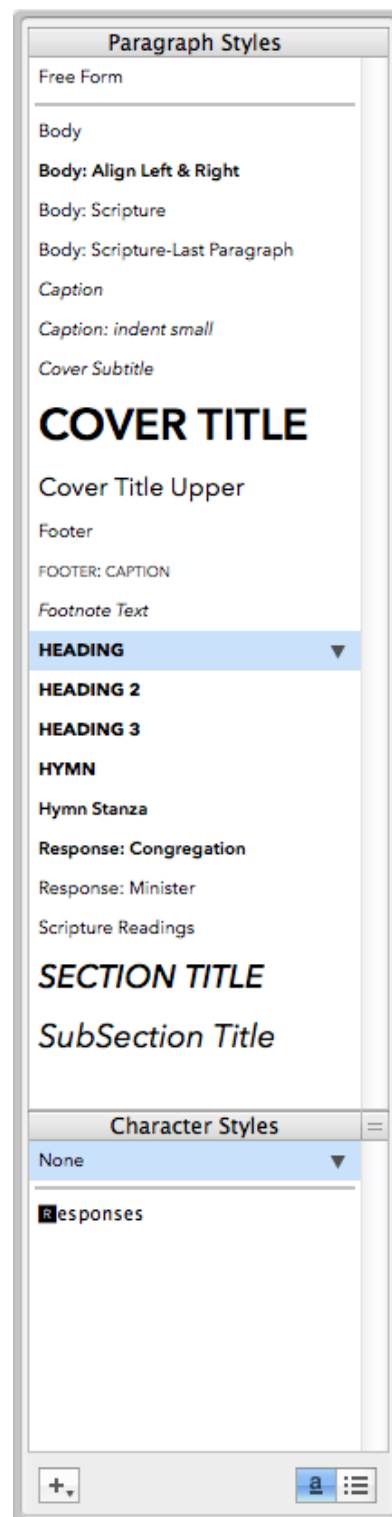 Paragraph Styles
Free Form
Body
Body: Align Left & Right
Body: Scripture
Body: Scripture-Last Paragraph
Caption
Caption: indent small
Cover Subtitle
COVER TITLE
Cover Title Upper
Footer
FOOTER: CAPTION
Footnote Text
HEADING
HEADING 2
HEADING 3
HYMN
Hymn Stanza
Response: Congregation
Response: Minister
Scripture Readings
SECTION TITLE
SubSection Title
Character Styles
None
Responses
a